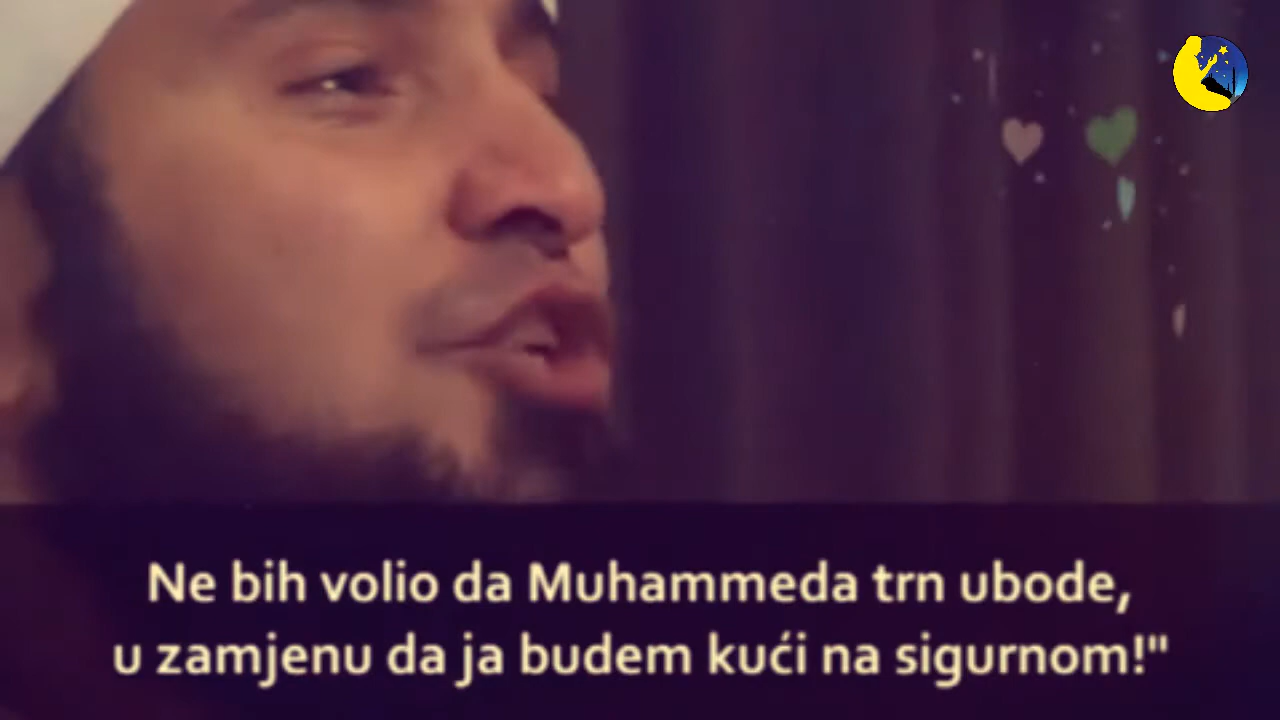 Ne bih volio da Muhammeda trn ubode,
u zamjenu da ja budem kući na sigurnom!"